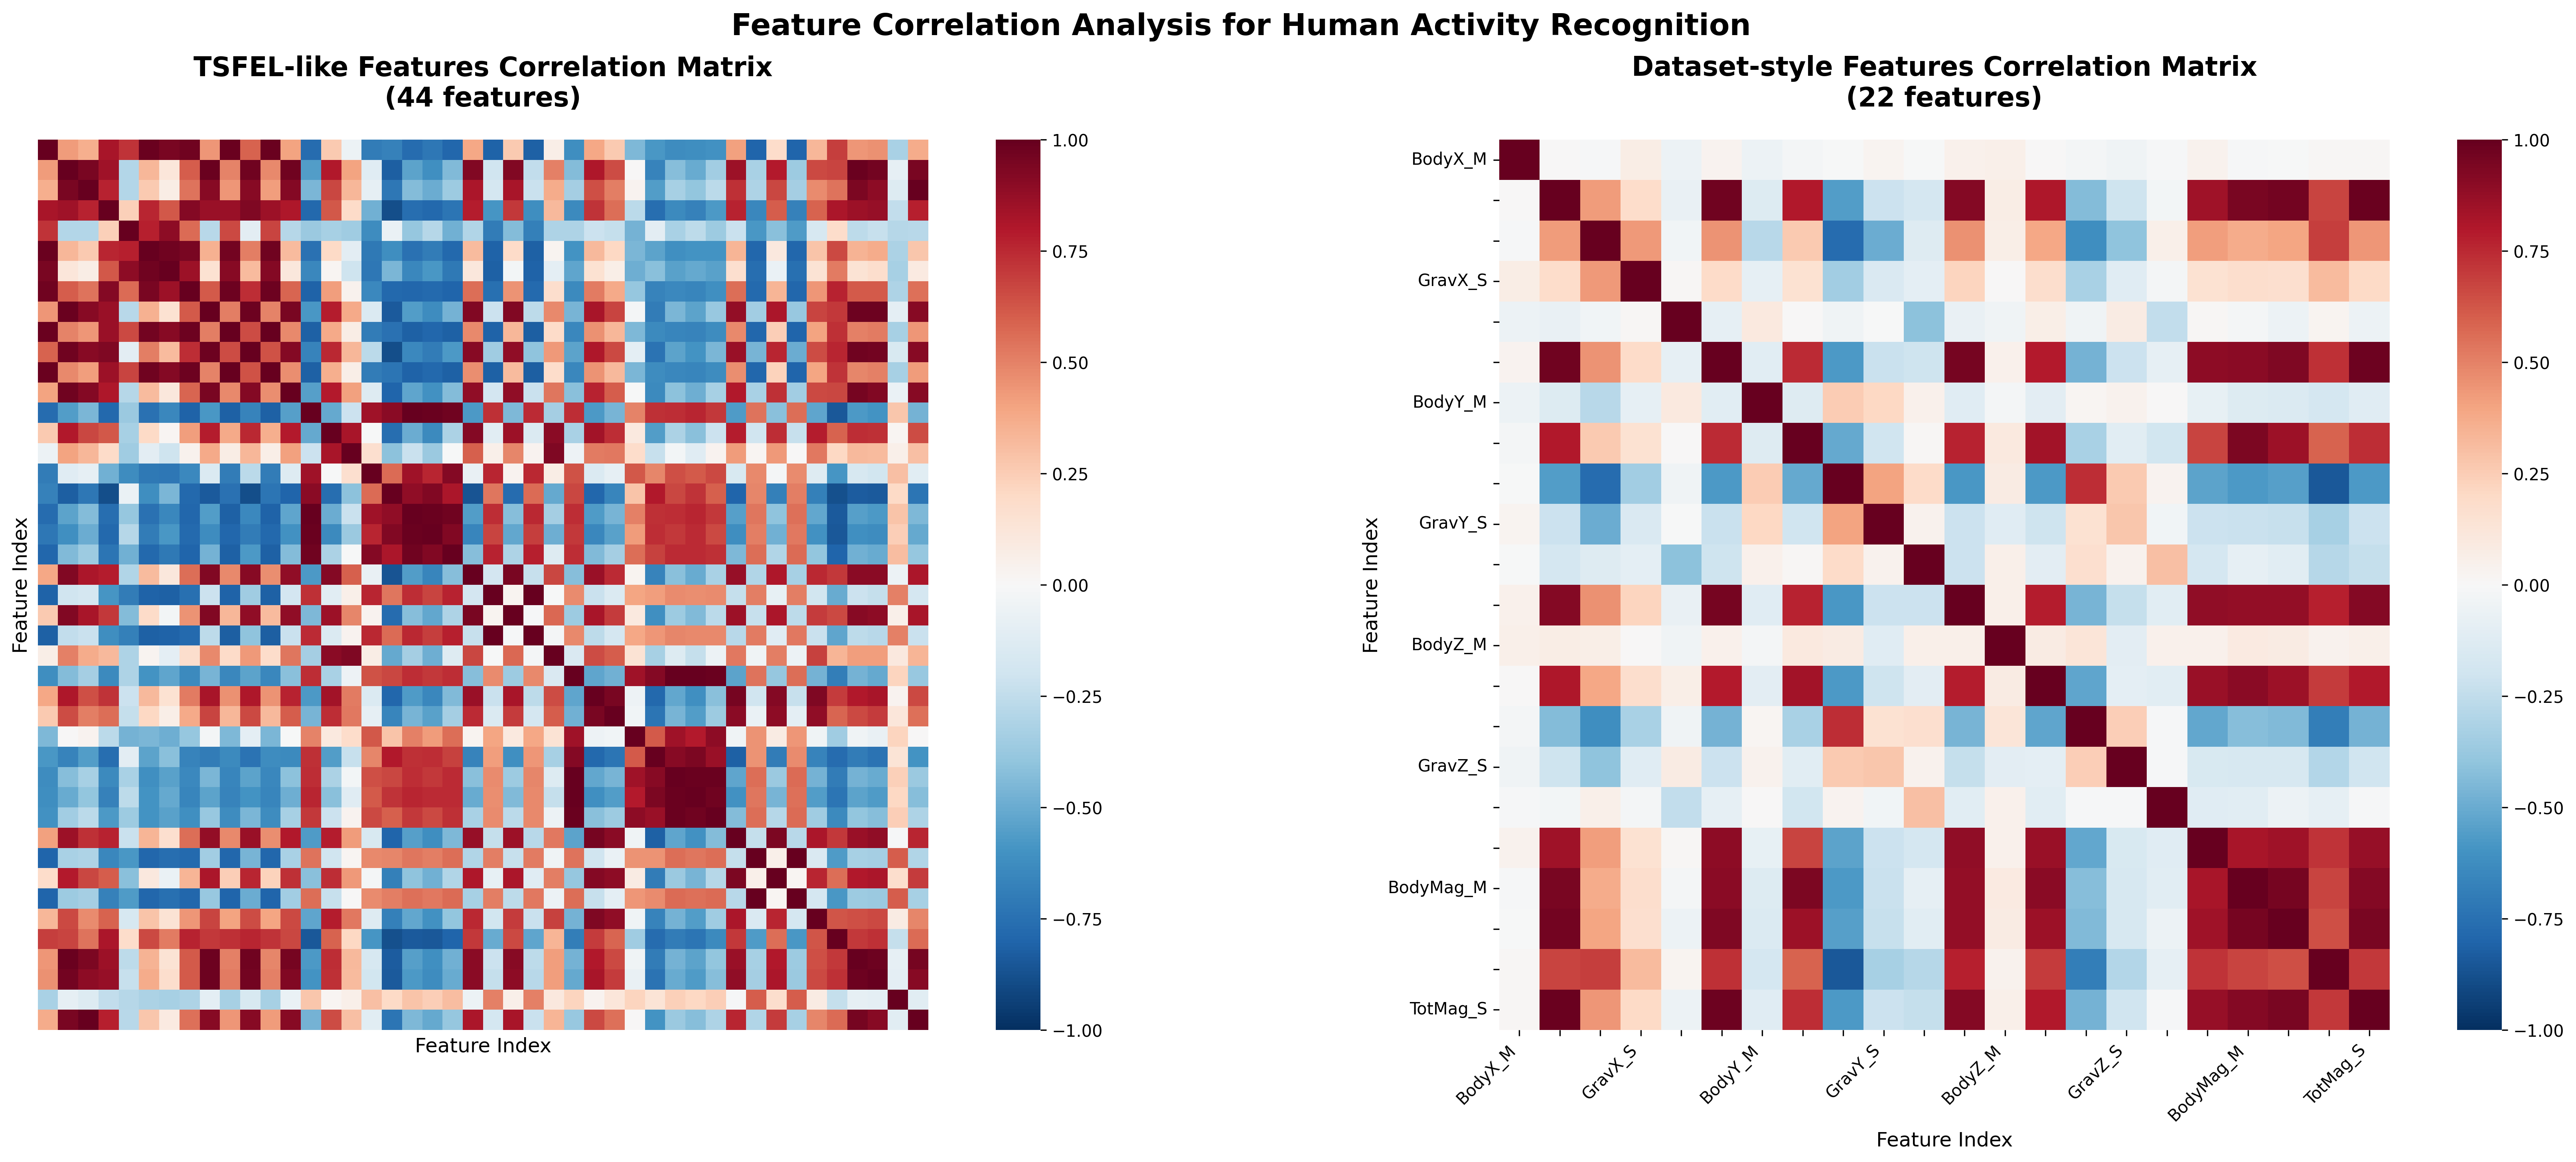 Feature Correlation Analysis for Human Activity Recognition
TSFEL-like Features Correlation Matrix
(44 features)
Feature Index
Feature Index
1.00
0.75
0.50
0.25
0.00
−0.25
−0.50
−0.75
−1.00
Dataset-style Features Correlation Matrix
(22 features)
Feature Index
BodyX_M
GravX_S
BodyY_M
GravY_S
BodyZ_M
GravZ_S
BodyMag_M
TotMag_S
BodyX_M
GravX_S
BodyY_M
GravY_S
BodyZ_M
GravZ_S
BodyMag_M
TotMag_S
Feature Index
1.00
0.75
0.50
0.25
0.00
−0.25
−0.50
−0.75
−1.00